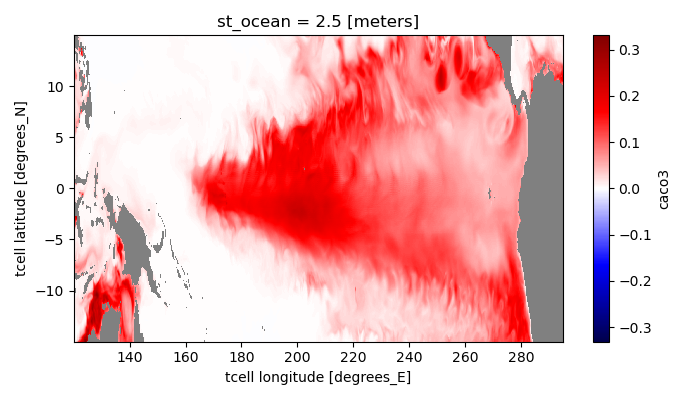 st_ocean = 2.5 [meters]
10
5
0
−5
−10
tcell latitude [degrees_N]
140 160 180 200 220 240 260 280
tcell longitude [degrees_E]
0.3
0.2
0.1
0.0
−0.1
−0.2
−0.3
caco3